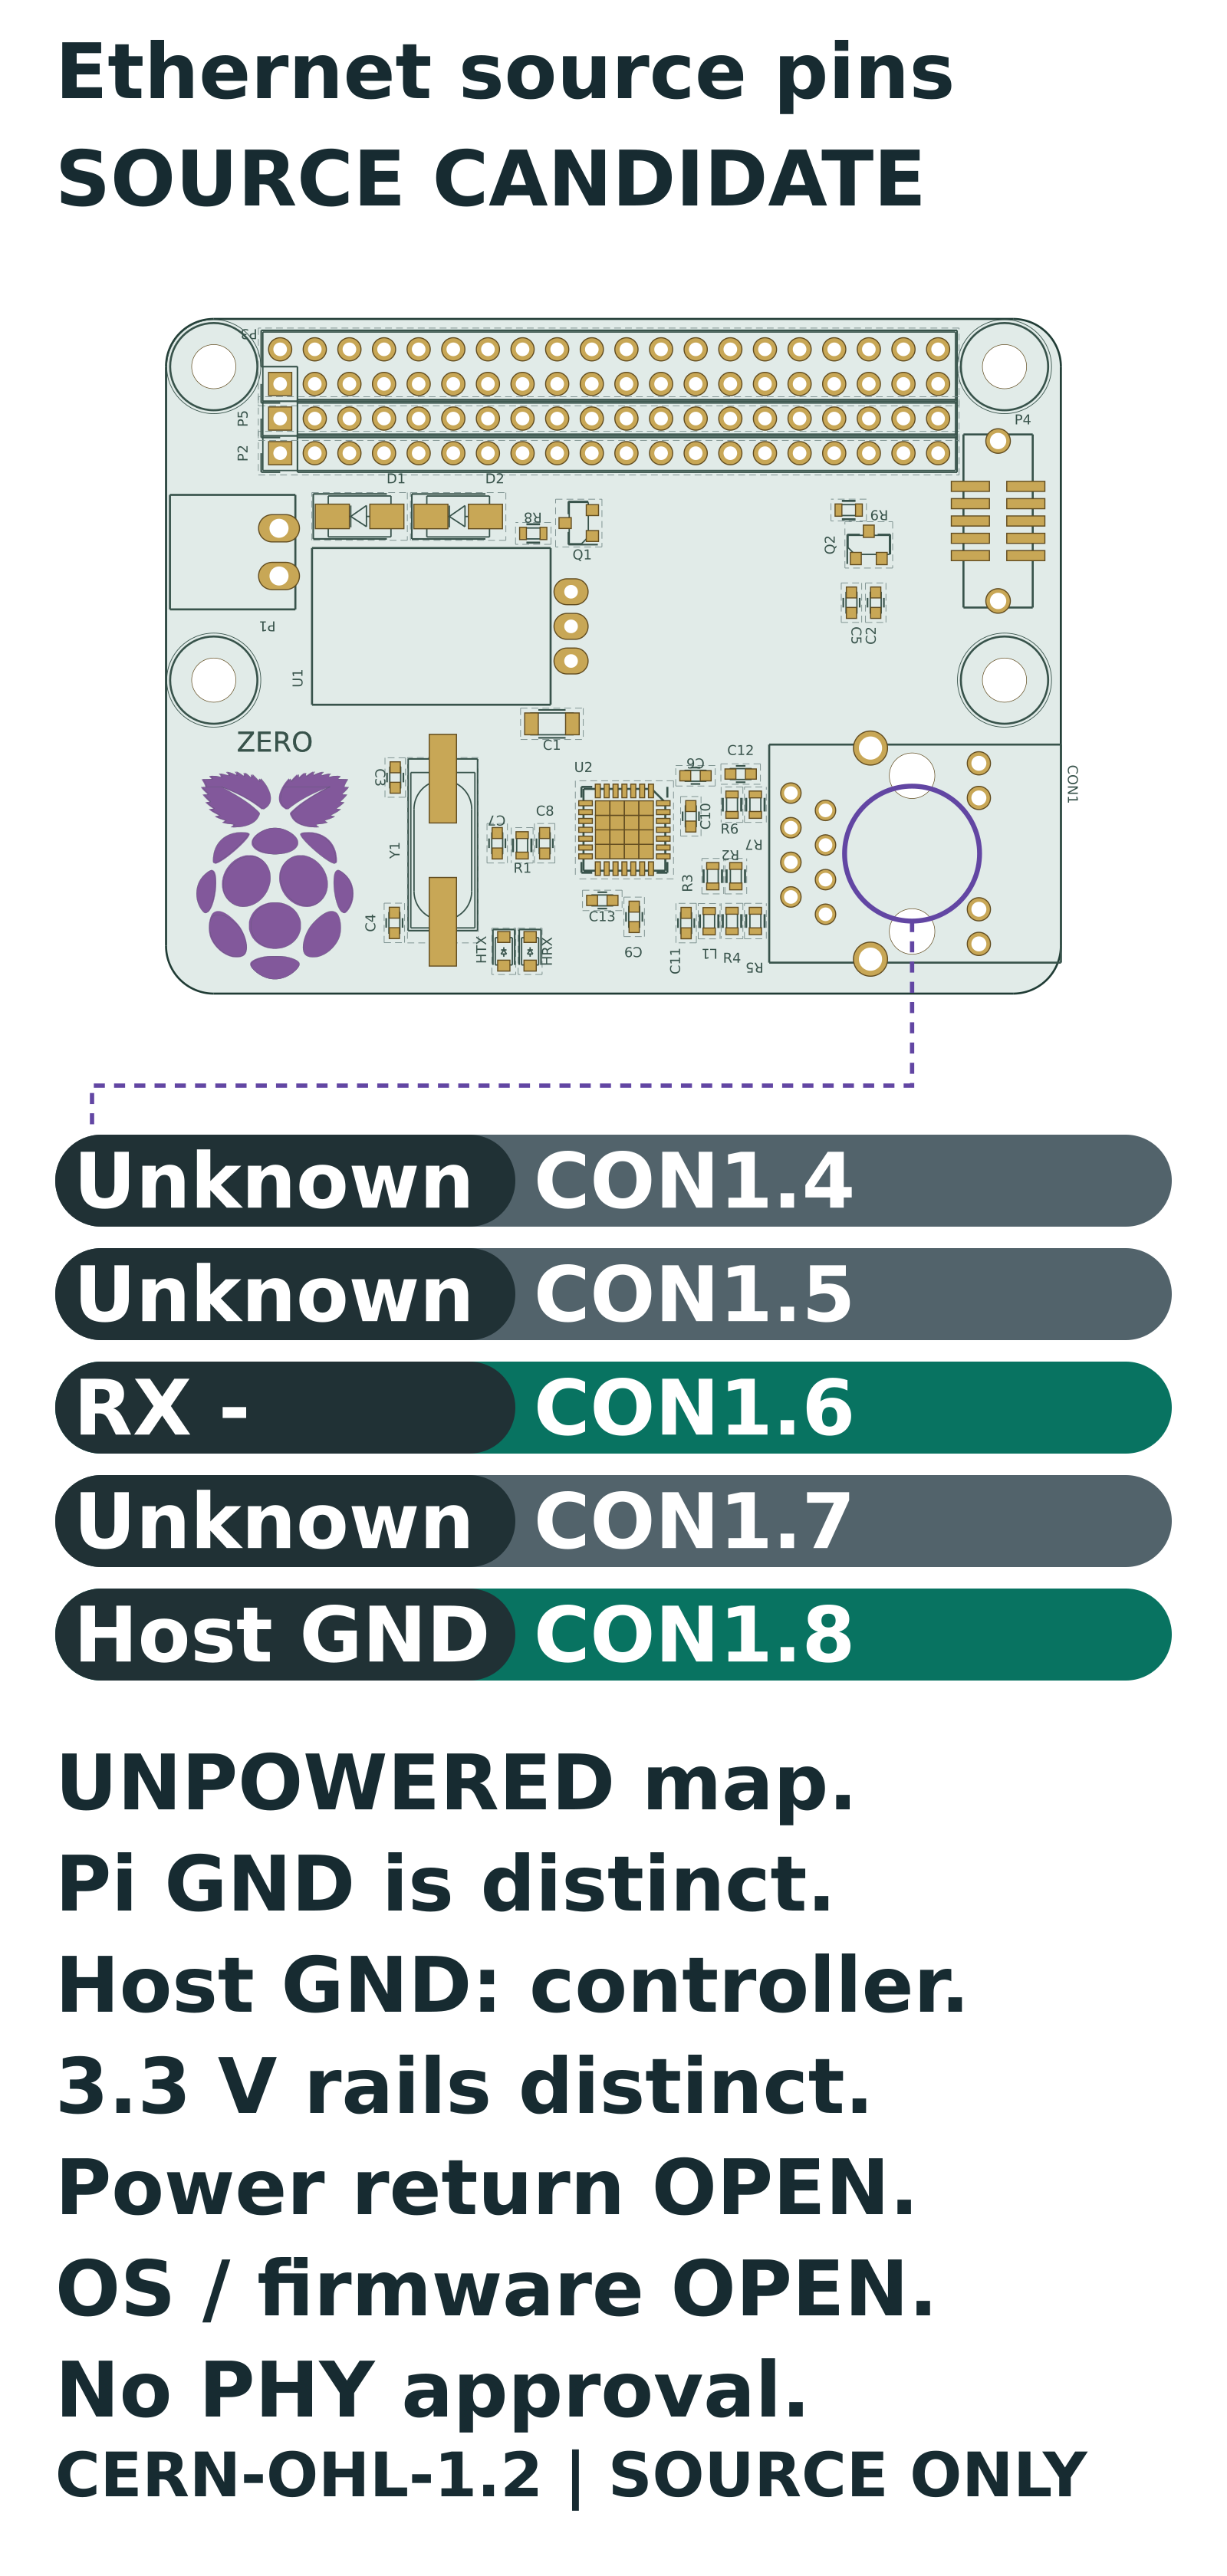 Ethernet source pins
SOURCE CANDIDATE
P3
P5
P2
P4
D1
D2
R8
Q1
Q2
R9
P1
C5
C2
U1
C1
ZERO
C3
Y1
C4
C7
R1
C8
U2
C6
C12
C10
R6
R7
R2
R3
C13
C9
C11
L1
R4
R5
HTX
HRX
CON1
Unknown CON1.4
Unknown CON1.5
RX - CON1.6
Unknown CON1.7
Host GND CON1.8
UNPOWERED map.
Pi GND is distinct.
Host GND: controller.
3.3 V rails distinct.
Power return OPEN.
OS / firmware OPEN.
No PHY approval.
CERN-OHL-1.2 | SOURCE ONLY